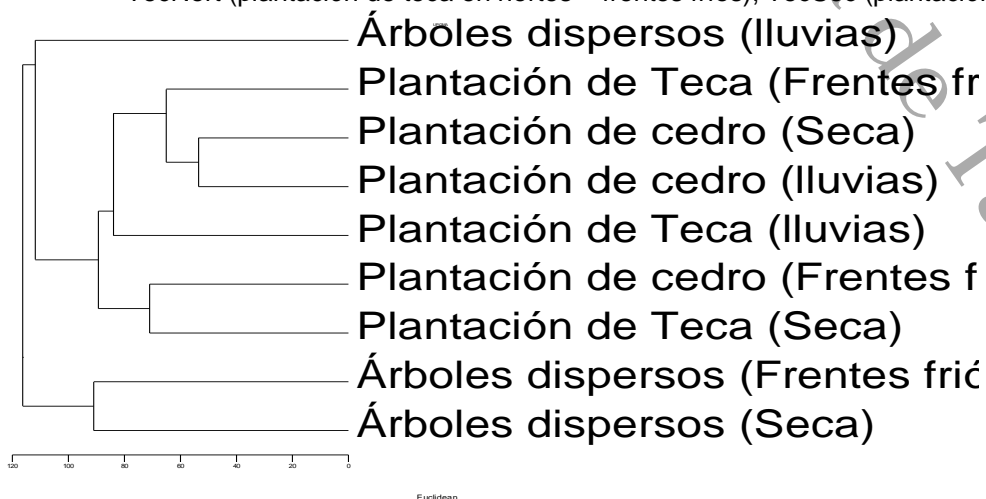 Árboles dispersos (lluvias)
Plantación de Teca (Frentes fr
Plantación de cedro (Seca)
Plantación de cedro (lluvias)
Plantación de Teca (lluvias)
Plantación de cedro (Frentes f
Plantación de Teca (Seca)
Árboles dispersos (Frentes frió
Árboles dispersos (Seca)
120 100 80 60 40 20 0
Euclidean